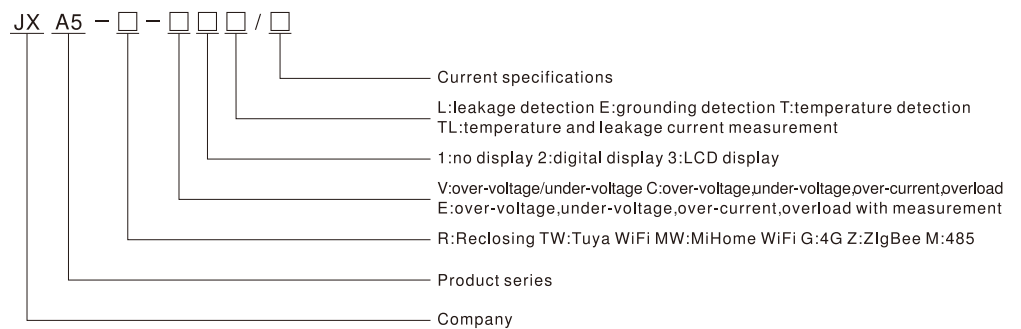 JX A5 - □ - □ □ □ / □
Current specifications
L:leakage detection E:grounding detection T:temperature detection
TL:temperature and leakage current measurement
1:no display 2:digital display 3:LCD display
V:over-voltage/under-voltage C:over-voltage,under-voltage,over-current,overload
E:over-voltage,under-voltage,over-current,overload with measurement
R:Reclosing TW:Tuya WiFi MW:MiHome WiFi G:4G Z:ZIgBee M:485
Product series
Company